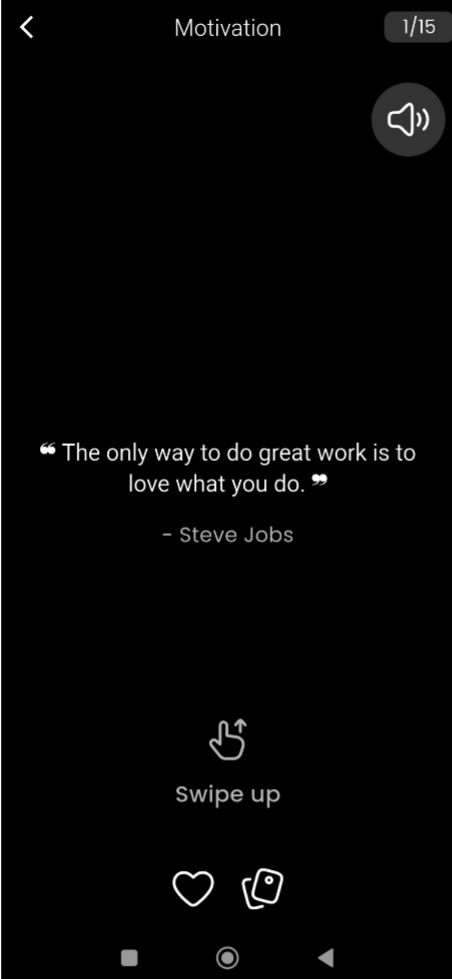 Motivation
1/15
❝ The only way to do great work is to
love what you do. ❞
- Steve Jobs
Swipe up